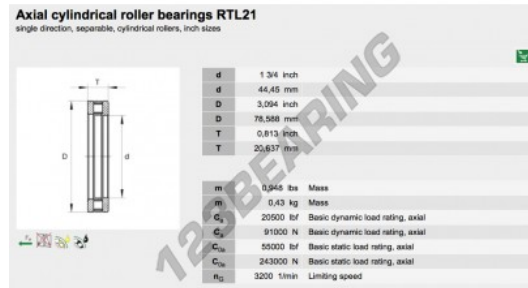 Axial cylindrical roller bearings RTL21
single direction, separable, cylindrical rollers, inch sizes
T
D
d
d 1 3/4 inch
d 44,45 mm
D 3,094 inch
D 78,588 mm
T 0,813 inch
T 20,637 mm
m 0,948 lbs Mass
m 0,43 kg Mass
Ca 20500 lbf Basic dynamic load rating, axial
Ca 91000 N Basic dynamic load rating, axial
C0a 55000 lbf Basic static load rating, axial
C0a 243000 N Basic static load rating, axial
nG 3200 1/min Limiting speed
123BEARING